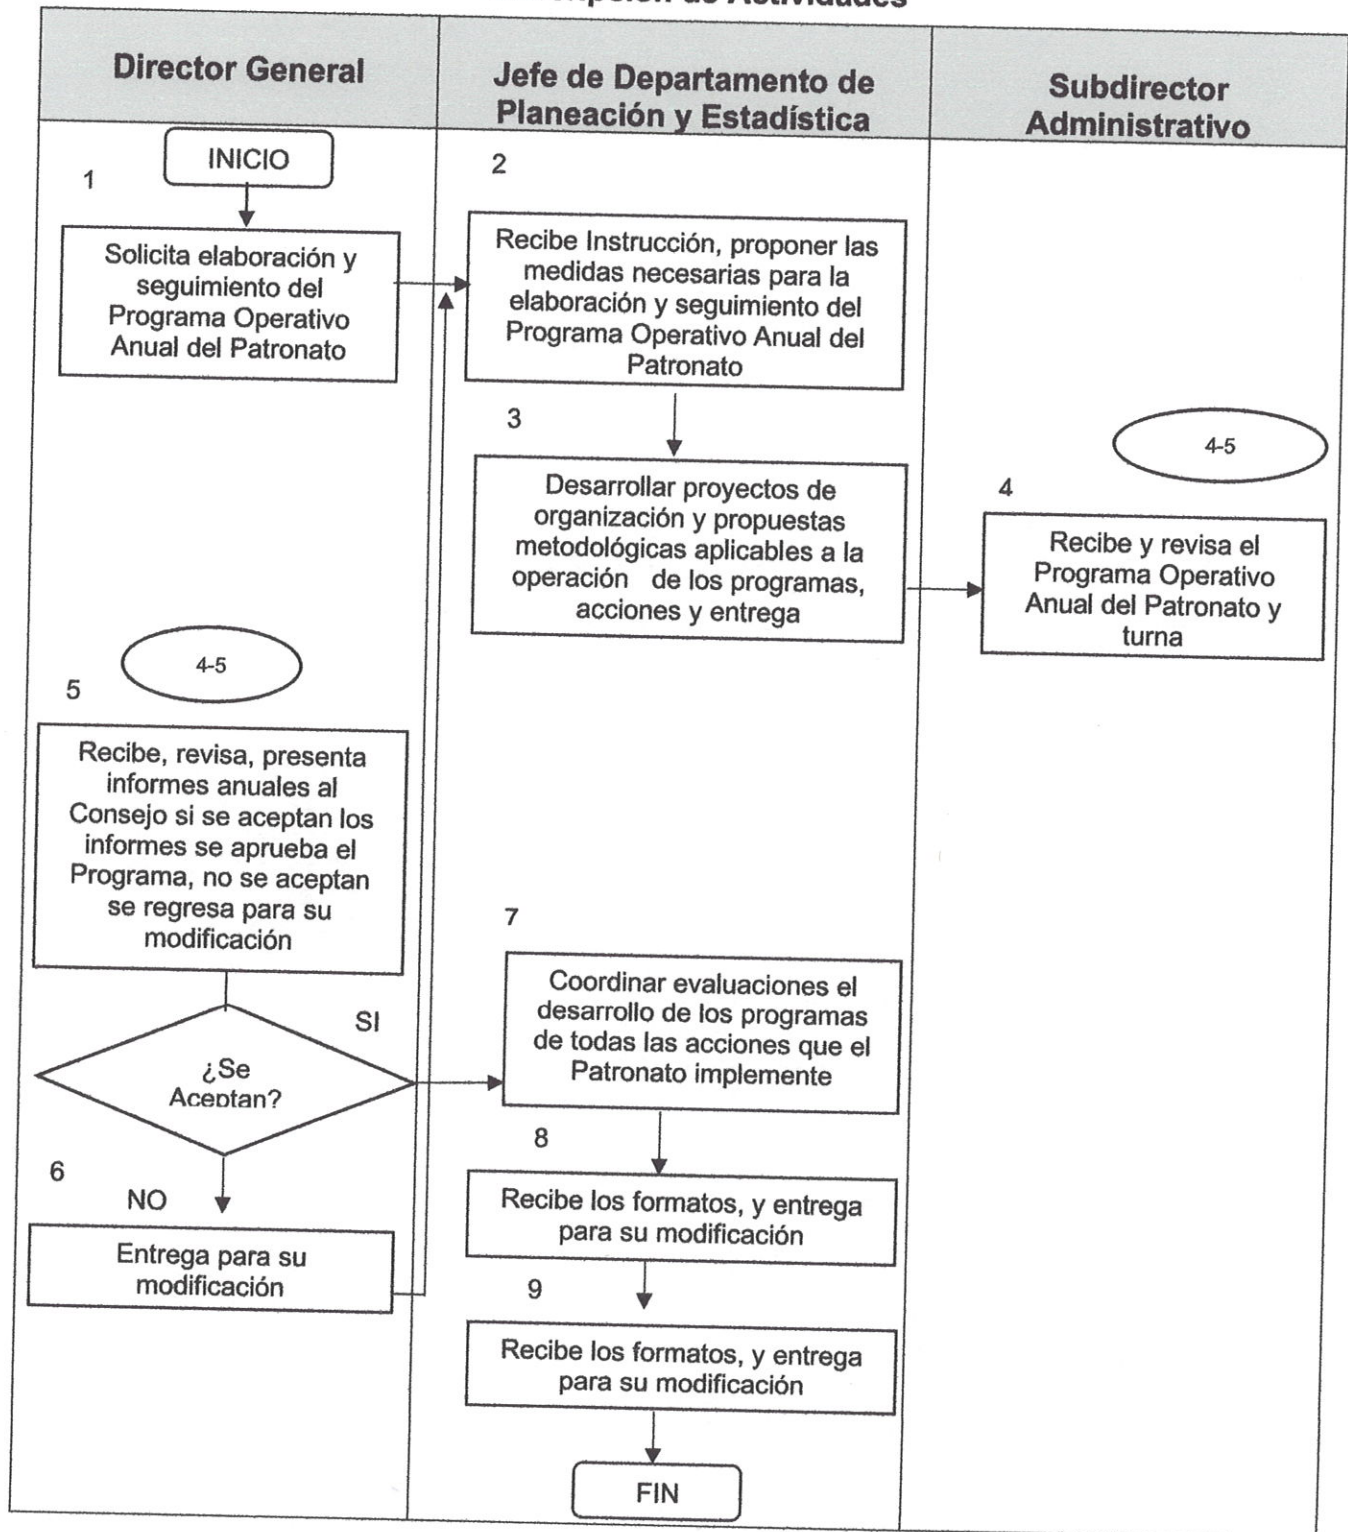 de Actividades
Director General
Jefe de Departamento de
Planeación y Estadística
Subdirector
Administrativo
INICIO
1
Solicita elaboración y
seguimiento del
Programa Operativo
Anual del Patronato
2
Recibe Instrucción, proponer las
medidas necesarias para la
elaboración y seguimiento del
Programa Operativo Anual del
Patronato
3
Desarrollar proyectos de
organización y propuestas
metodológicas aplicables a la
operación de los programas,
acciones y entrega
4-5
4
Recibe y revisa el
Programa Operativo
Anual del Patronato y
turna
4-5
5
Recibe, revisa, presenta
informes anuales al
Consejo si se aceptan los
informes se aprueba el
Programa, no se aceptan
se regresa para su
modificación
¿Se
Aceptan?
SI
6
NO
Entrega para su
modificación
7
Coordinar evaluaciones el
desarrollo de los programas
de todas las acciones que el
Patronato implemente
8
Recibe los formatos, y entrega
para su modificación
9
Recibe los formatos, y entrega
para su modificación
FIN